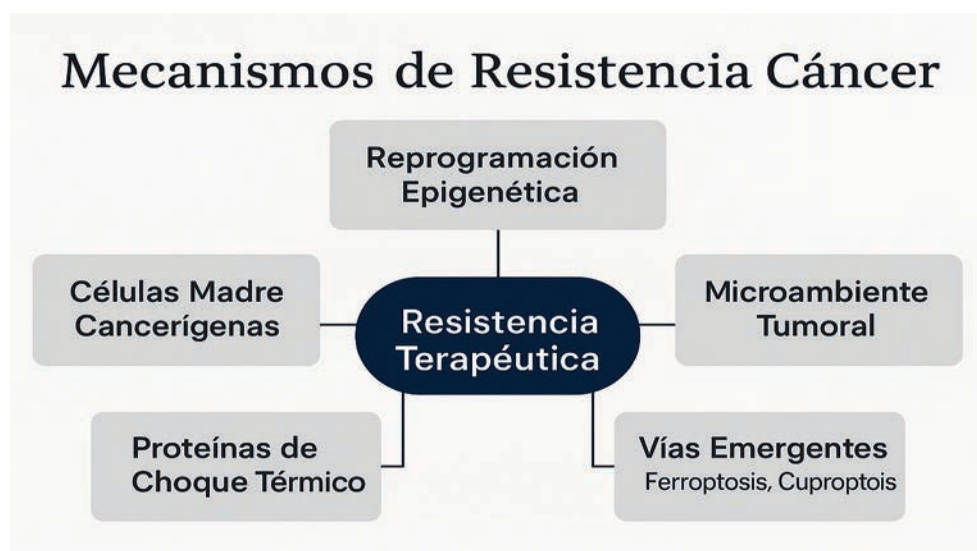 Mecanismos de Resistencia Cáncer
Reprogramación
Epigenética
Células Madre
Cancerígenas
Resistencia
Terapéutica
Microambiente
Tumoral
Proteínas de
Choque Térmico
Vías Emergentes
Ferroptosis, Cuproptois